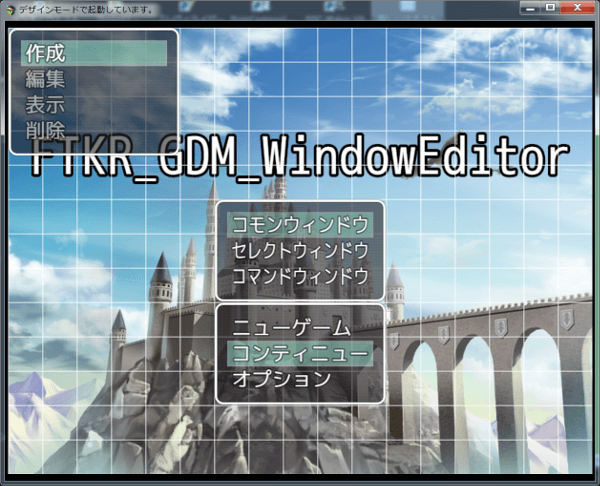 デザインモードで起動しています。
作成
編集
表示
削除
FTKR_GDM_WindowEditor
コモンウィンドウ
セレクトウィンドウ
コマンドウィンドウ
ニューゲーム
コンティニュー
オプション